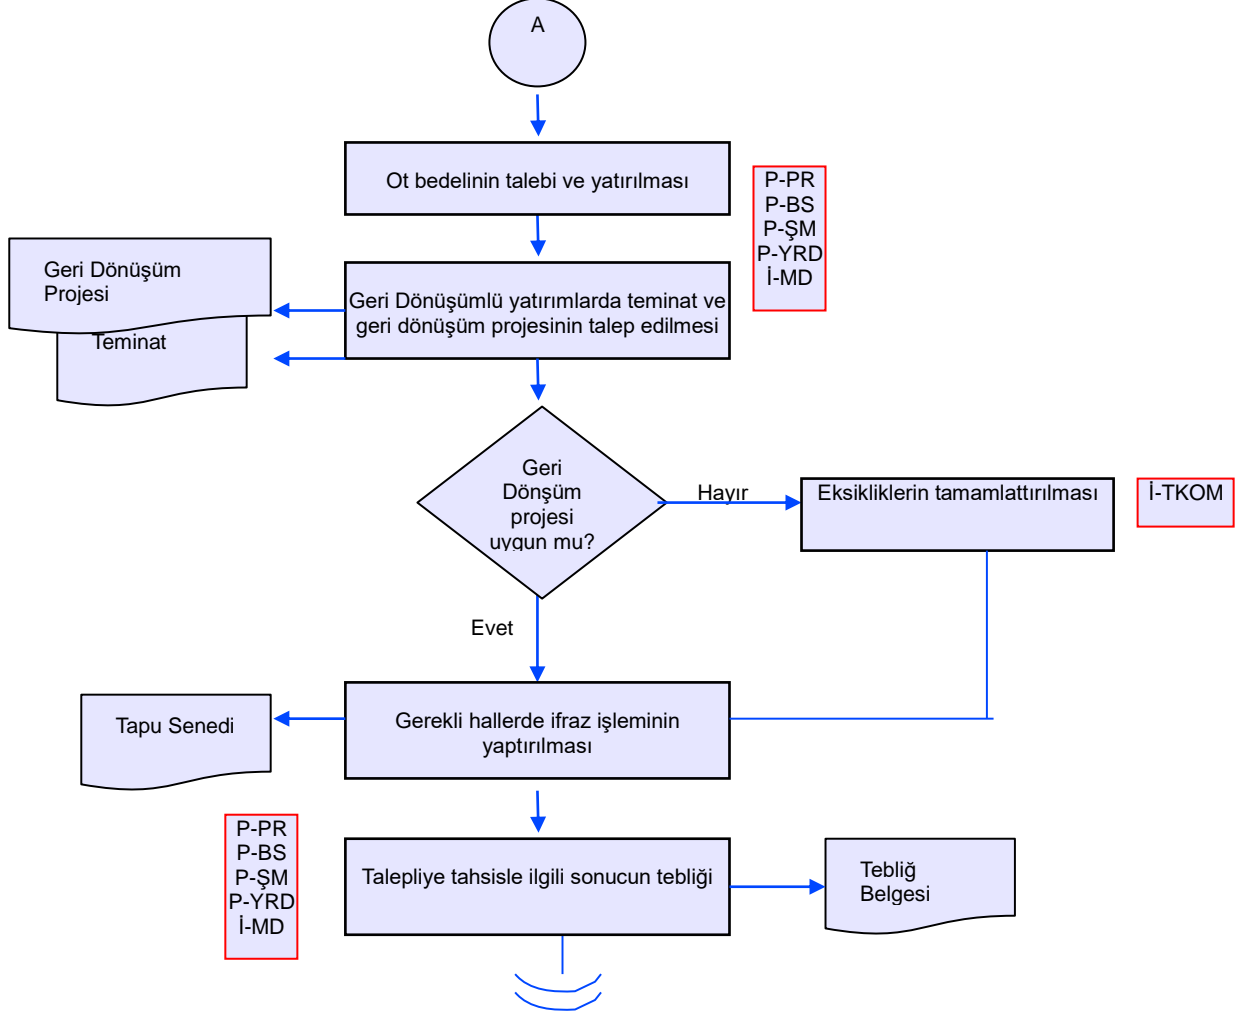 A
Ot bedelinin talebi ve yatırılması
P-PR
P-BS
P-ŞM
P-YRD
İ-MD
Geri Dönüşüm
Projesi
Teminat
Geri Dönüşümlü yatırımlarda teminat ve
geri dönüşüm projesinin talep edilmesi
Geri
Dönşüm
projesi
uygun mu?
Hayır
Eksikliklerin tamamlattırılması
İ-TKOM
Evet
Tapu Senedi
Gerekli hallerde ifraz işleminin
yaptırılması
P-PR
P-BS
P-ŞM
P-YRD
İ-MD
Talepliye tahsisle ilgili sonucun tebliği
Tebliğ
Belgesi